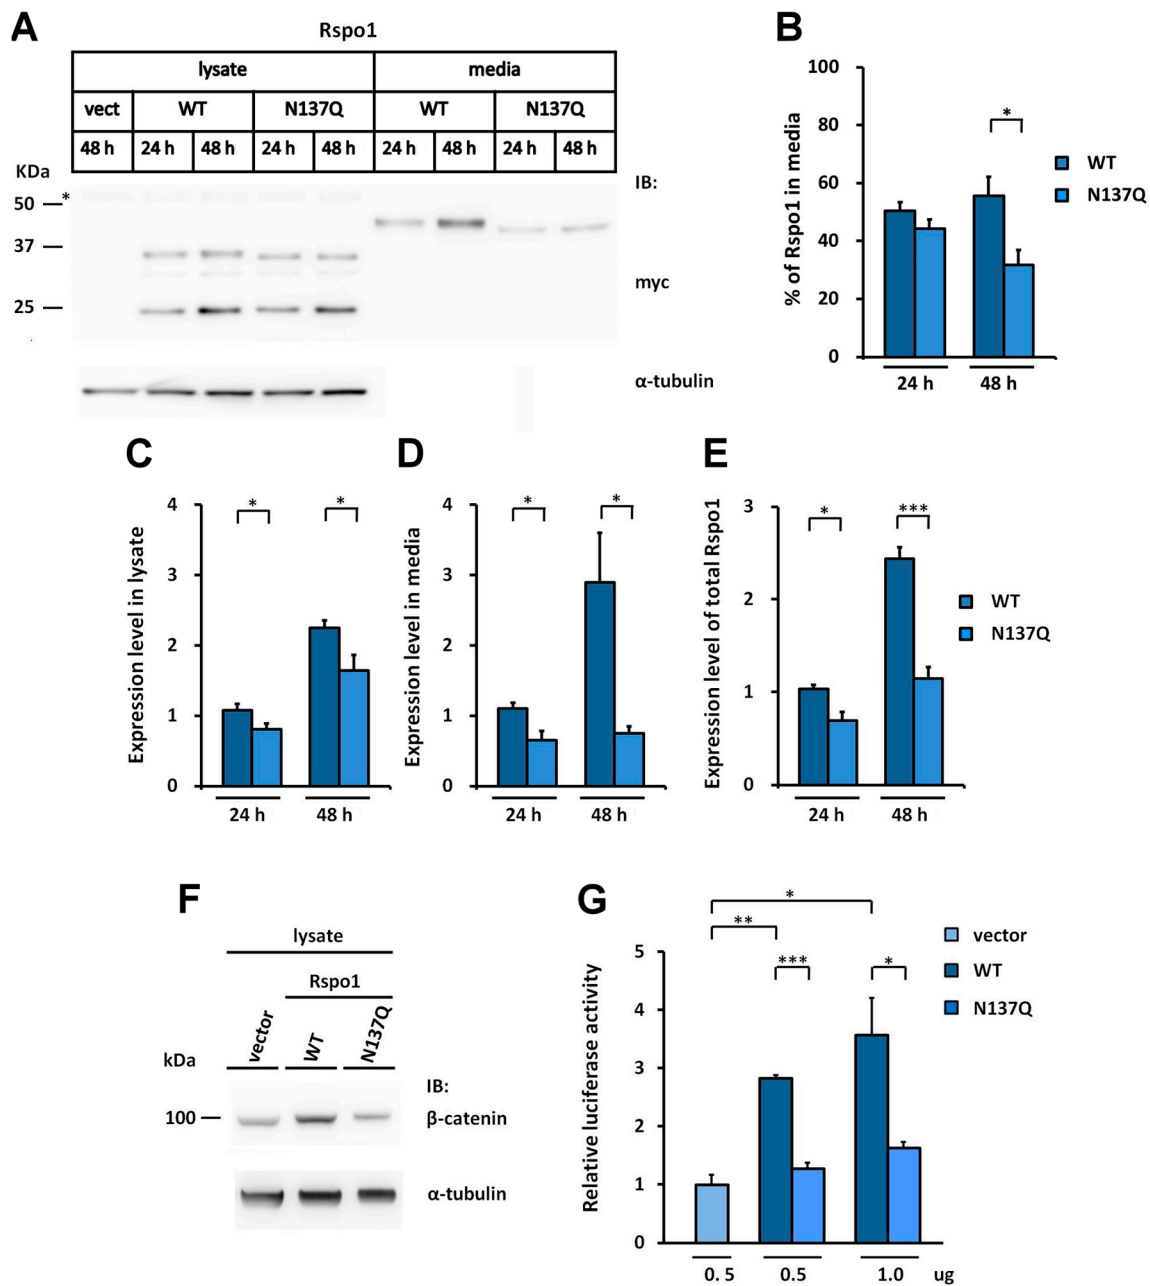 A
Rspo1
lysate media
vect WT N137Q WT N137Q
48 h 24 h 48 h 24 h 48 h 24 h 48 h 24 h 48 h
KDa
50 *
37
25
IB:
myc
α-tubulin
B
% of Rspo1 in media
100
80
60
40
20
0
*
24 h 48 h
WT
N137Q
C
Expression level in lysate
4
3
2
1
0
* *
24 h 48 h
D
Expression level in media
4
3
2
1
0
* *
24 h 48 h
E
Expression level of total Rspo1
3
2
1
0
* ***
24 h 48 h
WT
N137Q
F
lysate
Rspo1
vector WT N137Q
kDa
100
IB:
β-catenin
α-tubulin
G
Relative luciferase activity
5
4
3
2
1
0
*
**
*** *
0. 5 0.5 1.0 ug
vector
WT
N137Q